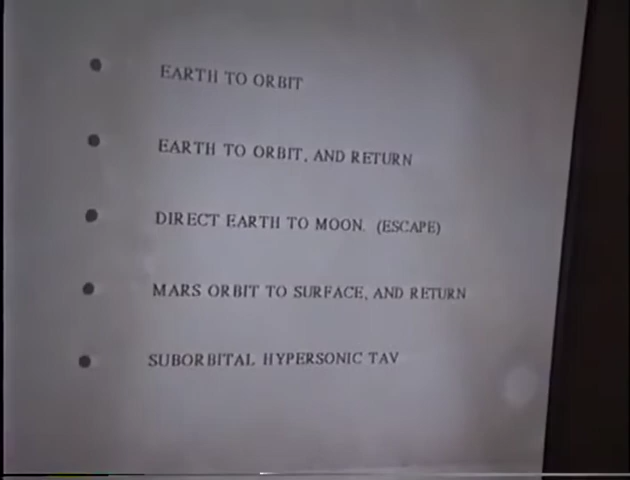 EARTH TO ORBIT
EARTH TO ORBIT, AND RETURN
DIRECT EARTH TO MOON. (ESCAPE)
MARS ORBIT TO SURFACE, AND RETURN
SUBORBITAL HYPERSONIC TAV